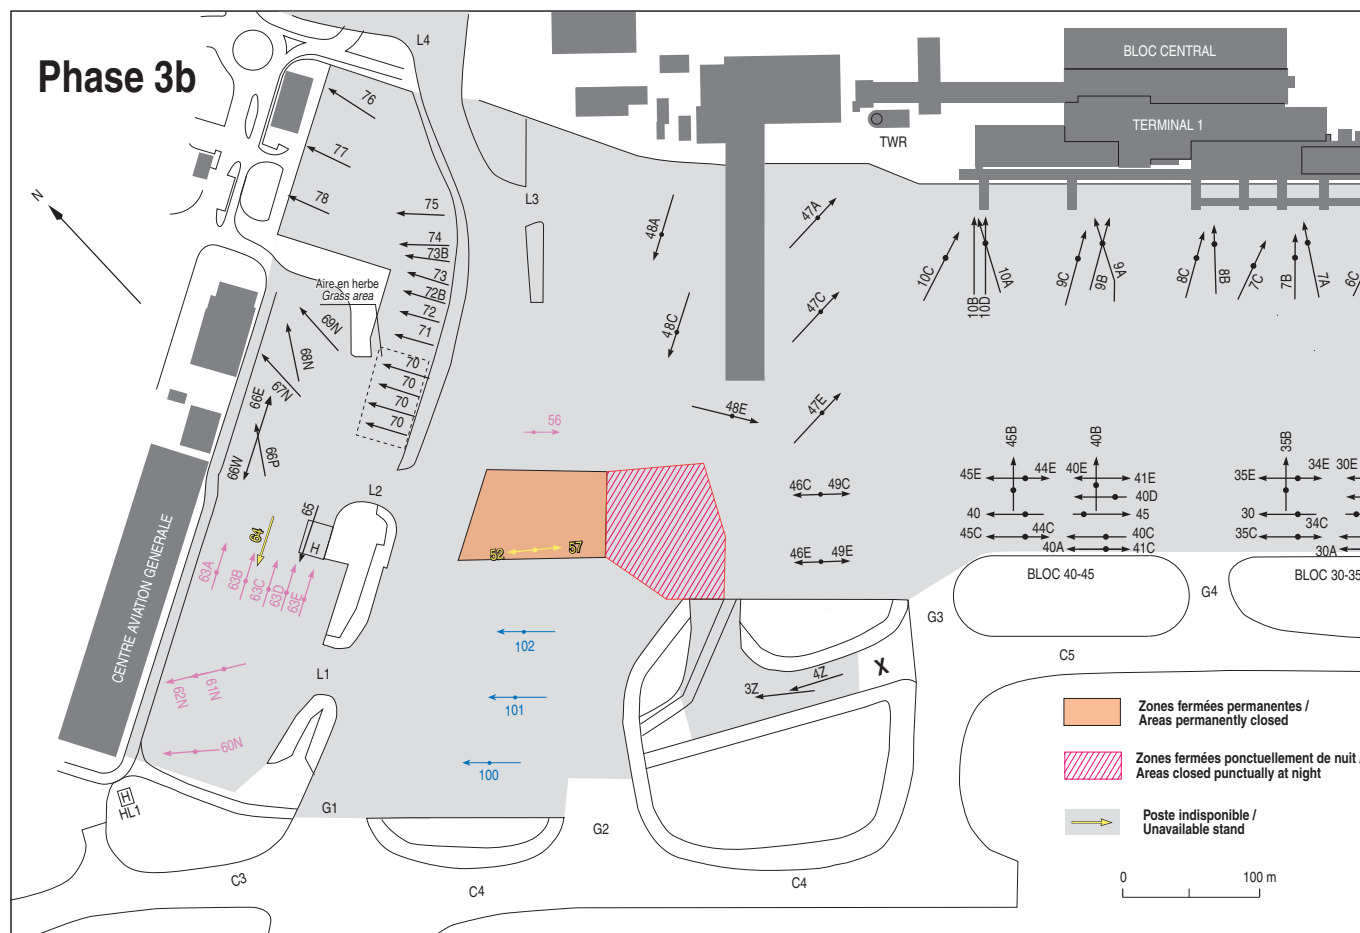 Phase 3b
L4
BLOC CENTRAL
TERMINAL 1
TWR
76
77
78
N
75
74
73B
73
72B
72
71
70
70
70
70
L3
48A
47A
48C
47C
48E
47E
10C
10B
10D
10A
9C
9B
9A
8C
8B
7C
7B
7A
6C
Aire en herbe
Grass area
69N
68N
67N
66E
66W
66P
56
L2
65
H
64
63A
63B
63C
63D
63E
52
57
46C
49C
46E
49E
45B
40B
35B
45E
44E
40E
41E
35E
34E
30E
40D
40
45
30
45C
44C
40C
35C
34C
40A
41C
30A
BLOC 40-45
BLOC 30-35
G4
G3
C5
CENTRE AVIATION GENERALE
102
101
100
L1
62N
61N
60N
3Z
4Z
X
H
HL1
G1
G2
C3
C4
C4
Zones fermées permanentes /
Areas permanently closed
Zones fermées ponctuellement de nuit /
Areas closed punctually at night
Poste indisponible /
Unavailable stand
0
100 m